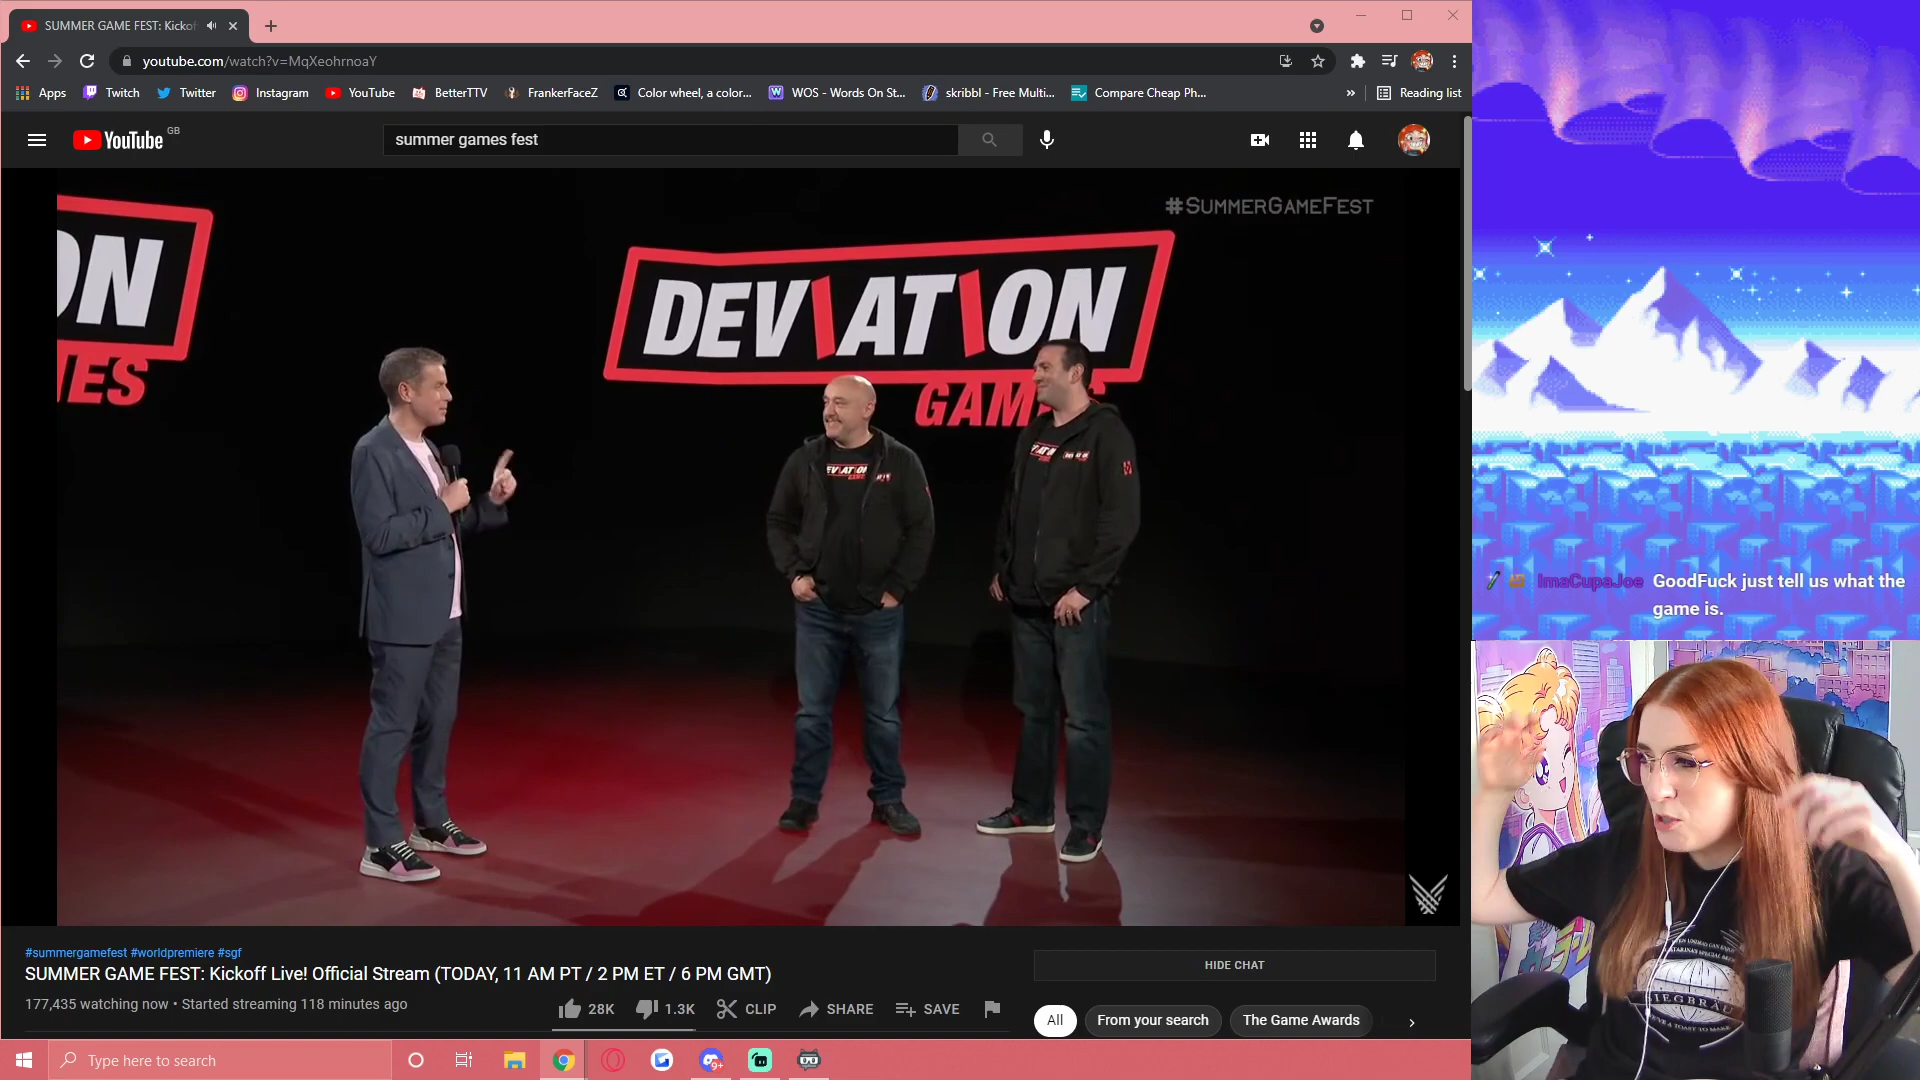 SUMMER GAME FEST: Kickof
youtube.com/watch?v=MqXeohrnoaY
Apps
Twitch
Twitter
Instagram
YouTube
BetterTTV
FrankerFaceZ
Color wheel, a color...
WOS - Words On St...
skribbl - Free Multi...
Compare Cheap Ph...
»
Reading list
YouTube
GB
summer games fest
#SUMMERGAMEFEST
ON
IES
DEVIATION
GAMES
ImaCupaJoe GoodFuck just tell us what the
game is.
#summergamefest #worldpremiere #sgf
SUMMER GAME FEST: Kickoff Live! Official Stream (TODAY, 11 AM PT / 2 PM ET / 6 PM GMT)
177,435 watching now • Started streaming 118 minutes ago
28K
1.3K
CLIP
SHARE
SAVE
HIDE CHAT
All
From your search
The Game Awards
Type here to search
9+